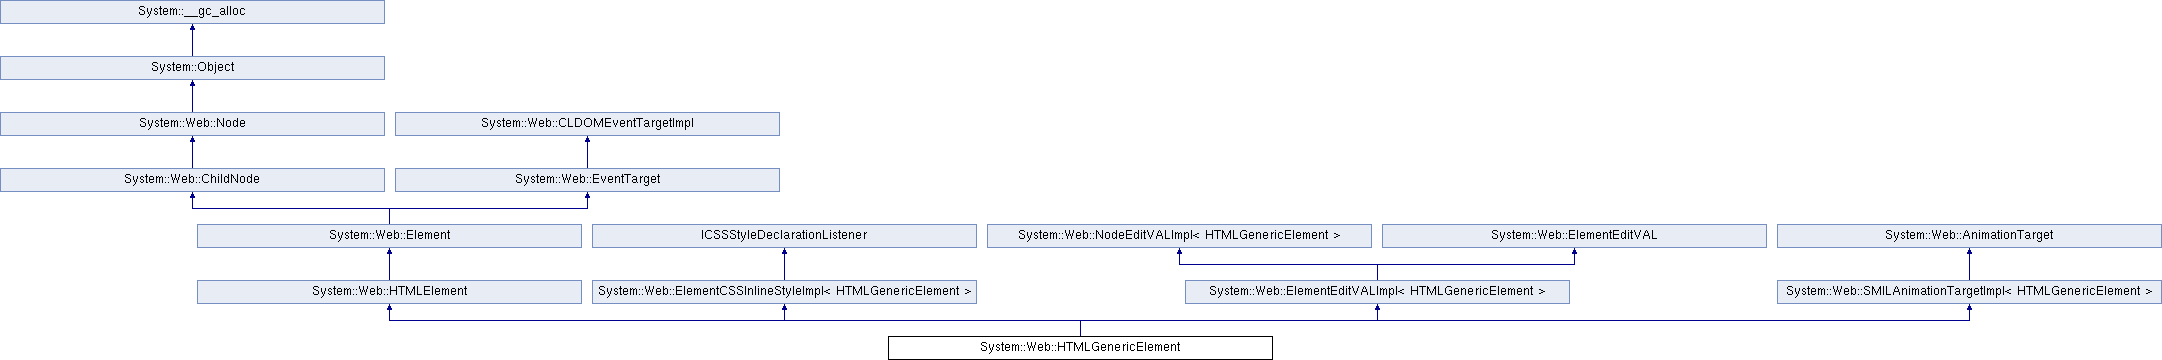 System::__gc_alloc
System::Object
System::Web::Node
System::Web::CLDOMEventTargetImpl
System::Web::ChildNode
System::Web::EventTarget
System::Web::Element
ICSSStyleDeclarationListener
System::Web::NodeEditVALImpl< HTMLGenericElement >
System::Web::ElementEditVAL
System::Web::AnimationTarget
System::Web::HTMLElement
System::Web::ElementCSSInlineStyleImpl< HTMLGenericElement >
System::Web::ElementEditVALImpl< HTMLGenericElement >
System::Web::SMILAnimationTargetImpl< HTMLGenericElement >
System::Web::HTMLGenericElement